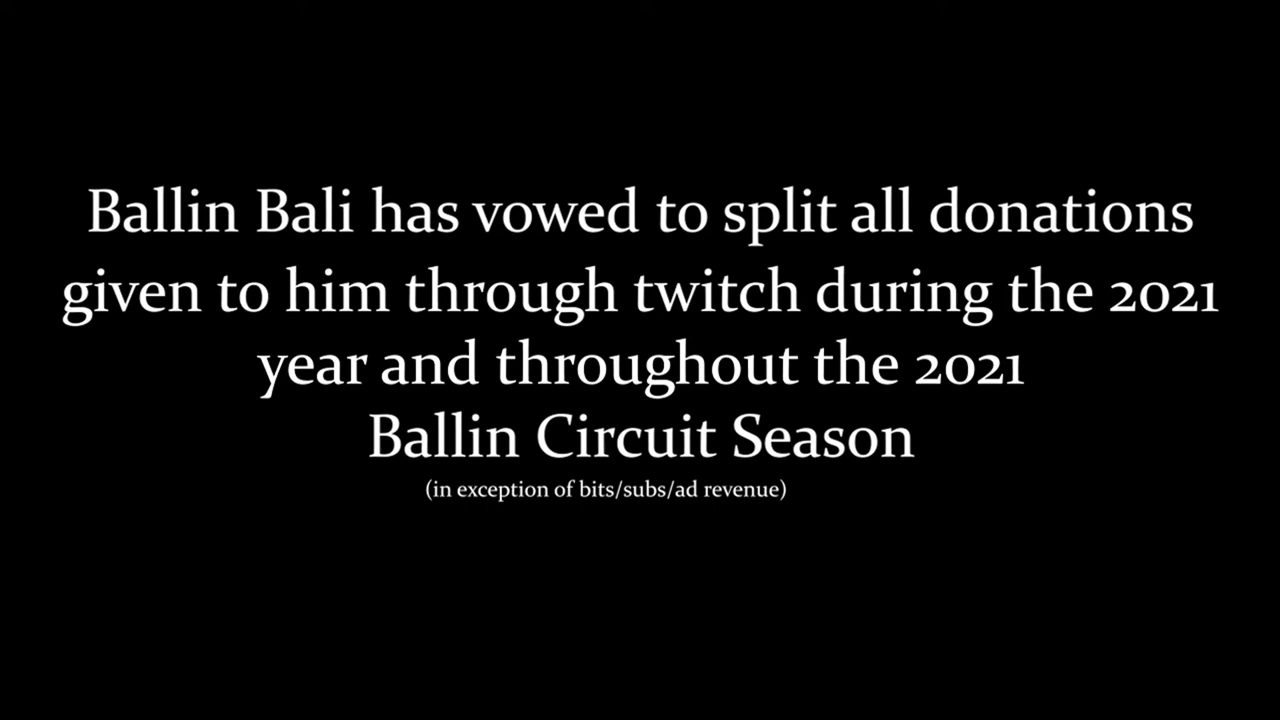 Ballin Bali has vowed to split all donations
given to him through twitch during the 2021
year and throughout the 2021
Ballin Circuit Season
(in exception of bits/subs/ad revenue)